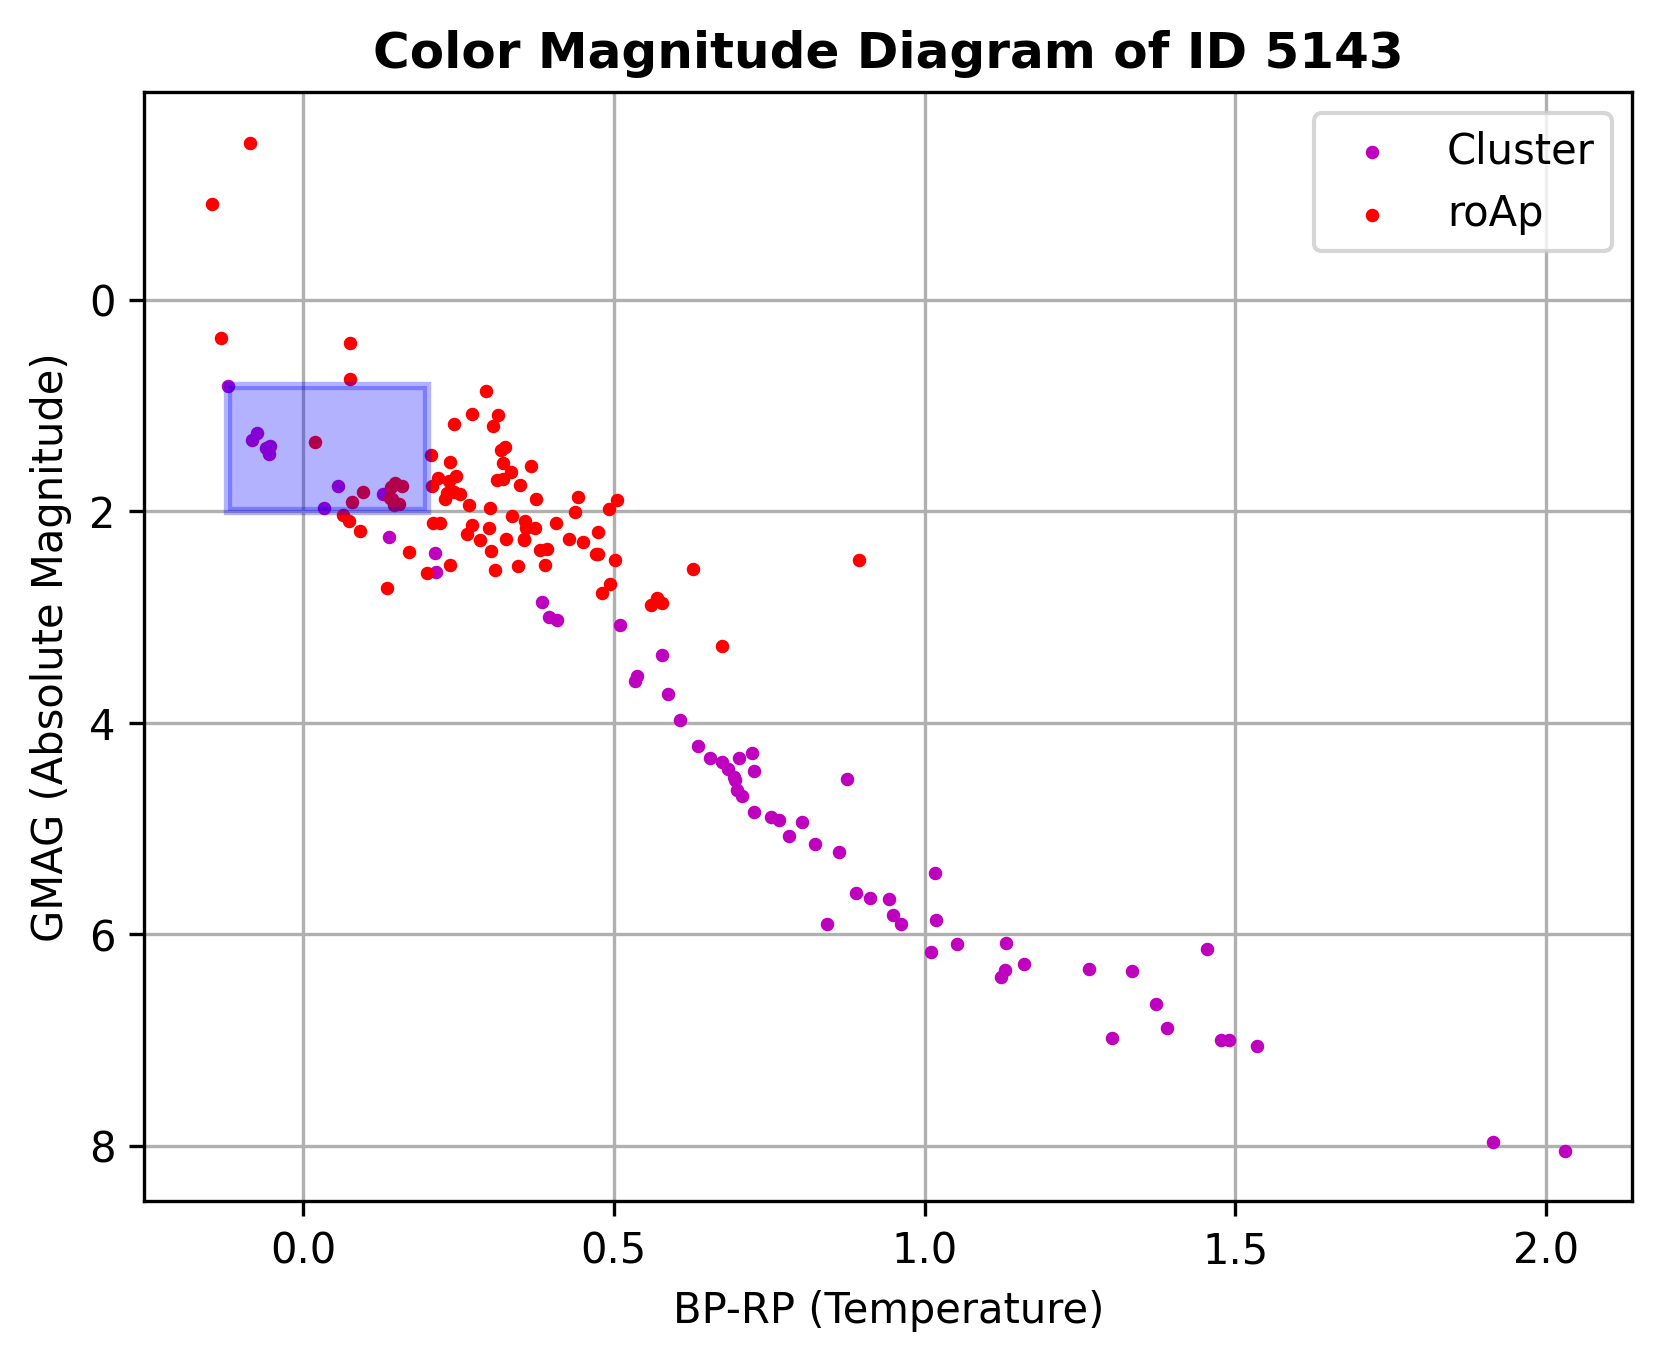 Color Magnitude Diagram of ID 5143
Cluster
roAp
GMAG (Absolute Magnitude)
0
2
4
6
8
0.0
0.5
1.0
1.5
2.0
BP-RP (Temperature)